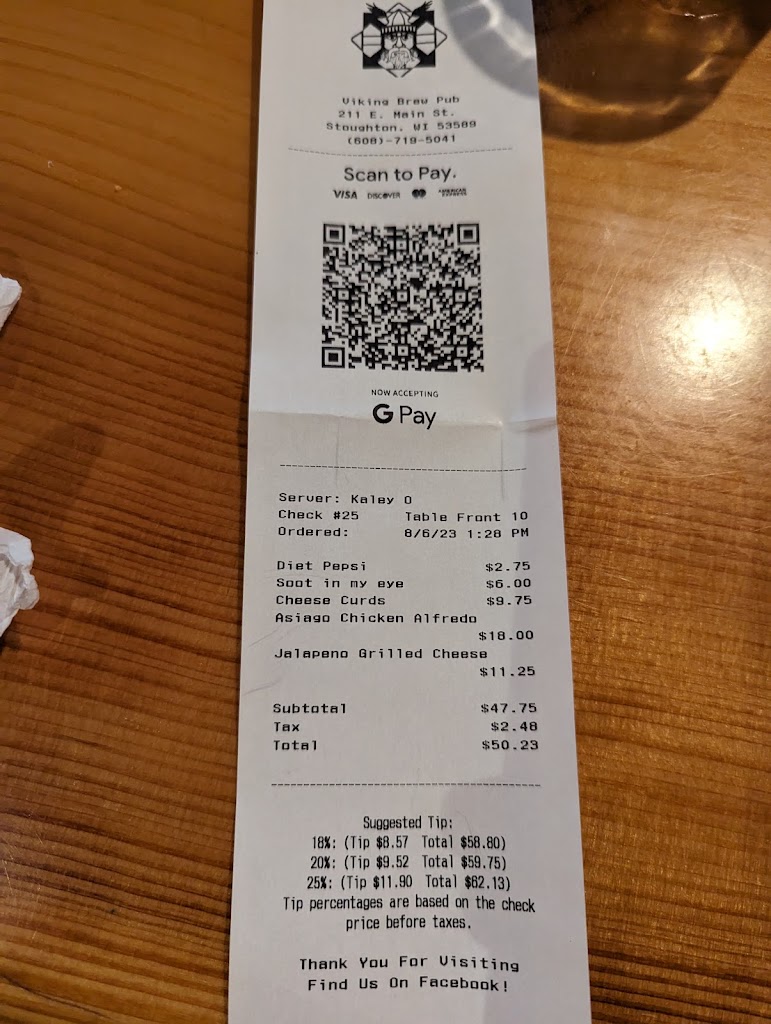 Viking Brew Pub
211 E. Main St.
Stoughton, WI 53589
(608)-719-5041
Scan to Pay.
VISA DISCOVER AMERICAN EXPRESS
NOW ACCEPTING
G Pay
Server: Kaley O
Check #25 Table Front 10
Ordered: 8/6/23 1:28 PM
Diet Pepsi $2.75
Soot in my eye $6.00
Cheese Curds $9.75
Asiago Chicken Alfredo
$18.00
Jalapeno Grilled Cheese
$11.25
Subtotal $47.75
Tax $2.48
Total $50.23
Suggested Tip:
18%: (Tip $8.57 Total $58.80)
20%: (Tip $9.52 Total $59.75)
25%: (Tip $11.90 Total $62.13)
Tip percentages are based on the check
price before taxes.
Thank You For Visiting
Find Us On Facebook!